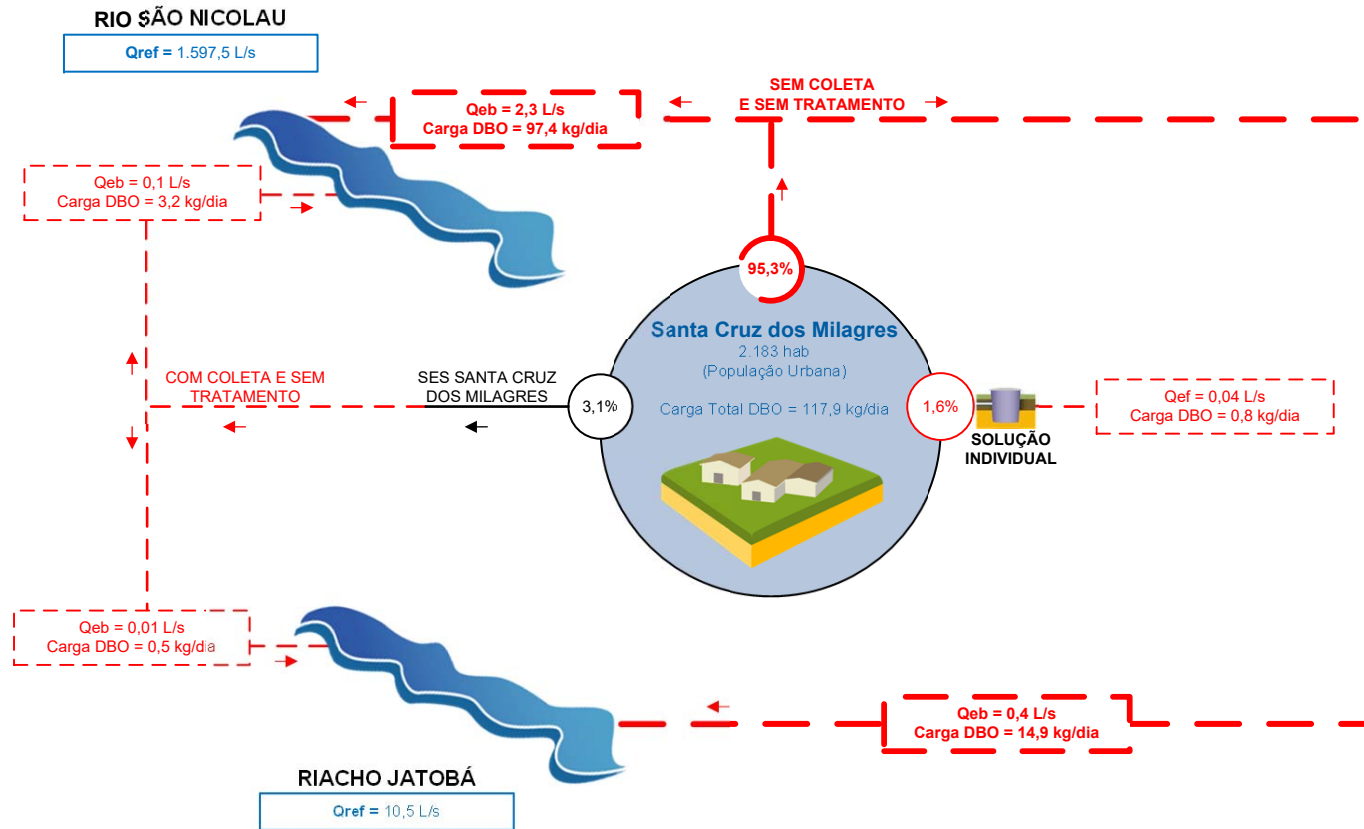 RIO SÃO NICOLAU
Qref = 1.597,5 L/s
SEM COLETA
E SEM TRATAMENTO
Qeb = 2,3 L/s
Carga DBO = 97,4 kg/dia
Qeb = 0,1 L/s
Carga DBO = 3,2 kg/dia
95,3%
Santa Cruz dos Milagres
2.183 hab
(População Urbana)
Carga Total DBO = 117,9 kg/dia
COM COLETA E SEM
TRATAMENTO
SES SANTA CRUZ
DOS MILAGRES
3,1%
1,6%
SOLUÇÃO
INDIVIDUAL
Qef = 0,04 L/s
Carga DBO = 0,8 kg/dia
Qeb = 0,01 L/s
Carga DBO = 0,5 kg/dia
Qeb = 0,4 L/s
Carga DBO = 14,9 kg/dia
RIACHO JATOBÁ
Qref = 10,5 L/s